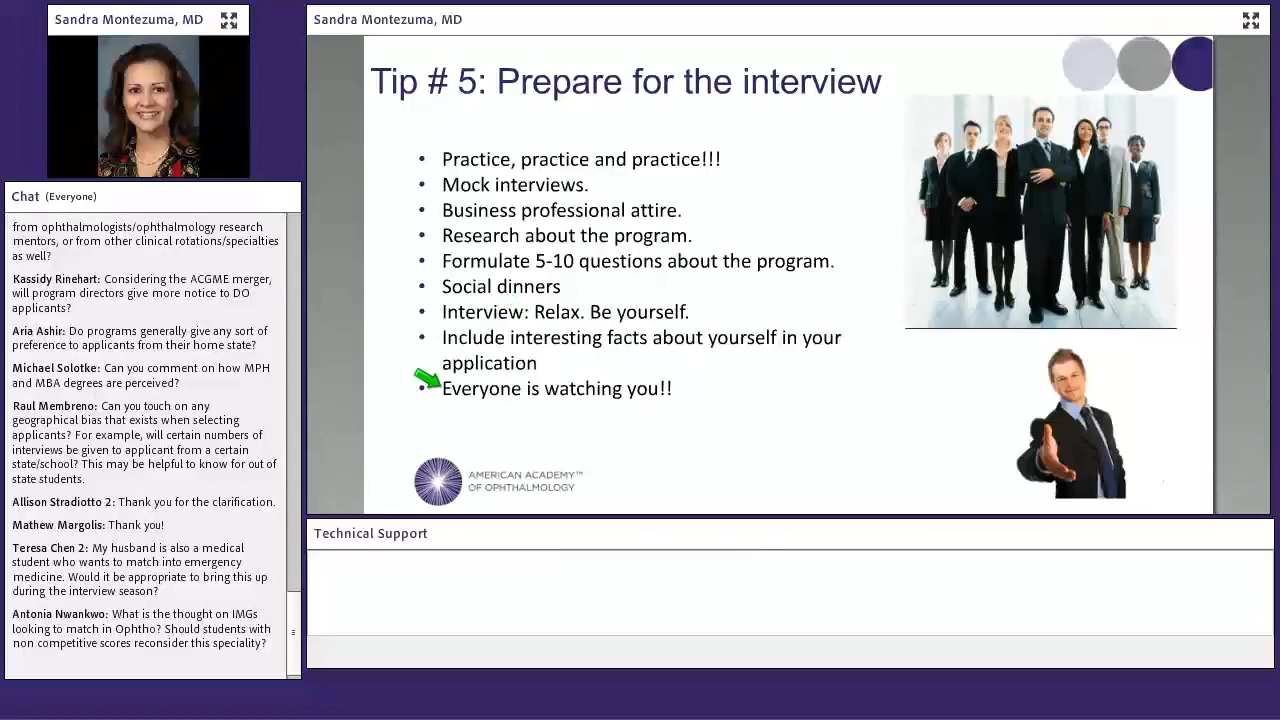 Sandra Montezuma, MD
Chat (Everyone)
from ophthalmologists/ophthalmology research
mentors, or from other clinical rotations/specialties
as well?
Kassidy Rinehart: Considering the ACGME merger,
will program directors give more notice to DO
applicants?
Aria Ashir: Do programs generally give any sort of
preference to applicants from their home state?
Michael Solotke: Can you comment on how MPH
and MBA degrees are perceived?
Raul Membreno: Can you touch on any
geographical bias that exists when selecting
applicants? For example, will certain numbers of
interviews be given to applicant from a certain
state/school? This may be helpful to know for out of
state students.
Allison Stradiotto 2: Thank you for the clarification.
Mathew Margolis: Thank you!
Teresa Chen 2: My husband is also a medical
student who wants to match into emergency
medicine. Would it be appropriate to bring this up
during the interview season?
Antonia Nwankwo: What is the thought on IMGs
looking to match in Ophtho? Should students with
non competitive scores reconsider this speciality?
Sandra Montezuma, MD
Tip # 5: Prepare for the interview
• Practice, practice and practice!!!
• Mock interviews.
• Business professional attire.
• Research about the program.
• Formulate 5-10 questions about the program.
• Social dinners
• Interview: Relax. Be yourself.
• Include interesting facts about yourself in your
application
• Everyone is watching you!!
AMERICAN ACADEMY™
OF OPHTHALMOLOGY
Technical Support